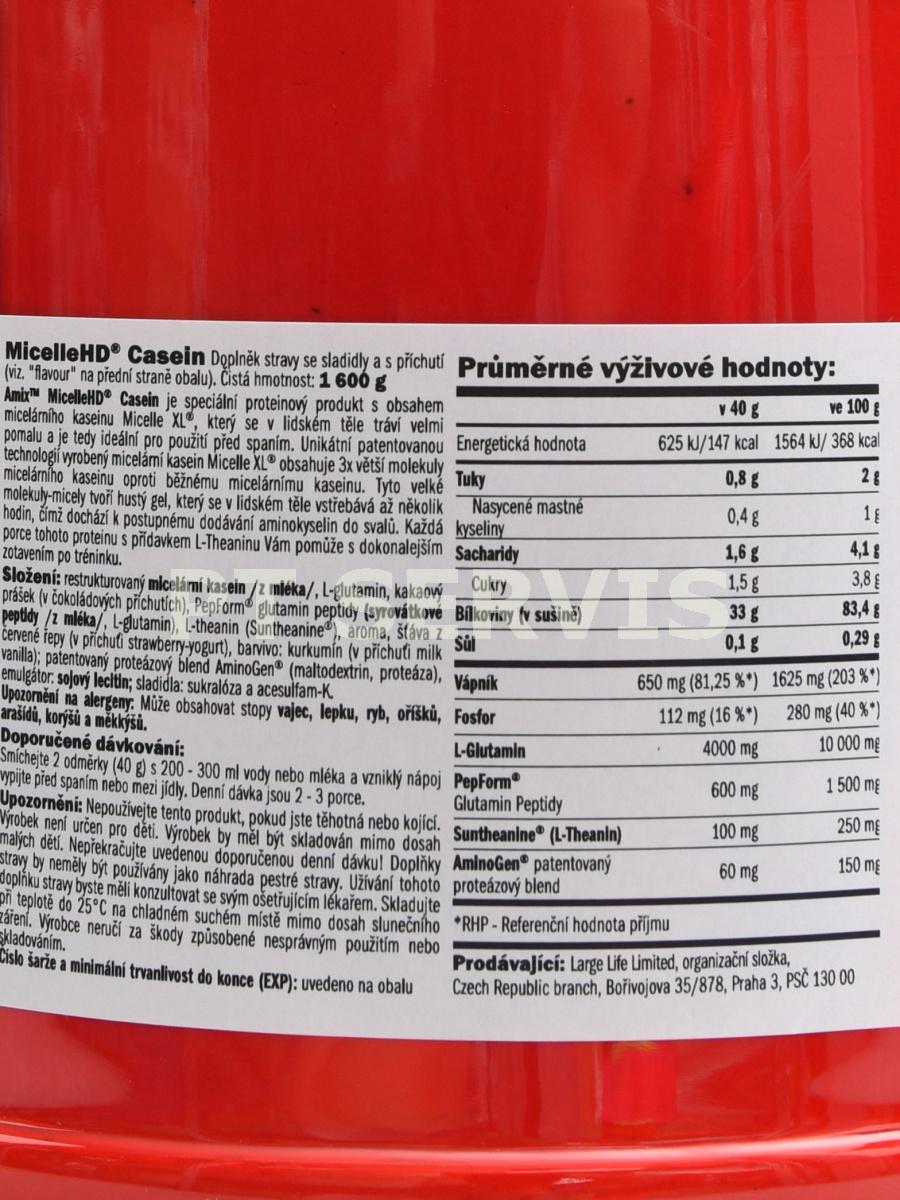 MicelleHD® Casein Doplněk stravy se sladidly a s příchutí
(viz. "flavour" na přední straně obalu). Čistá hmotnost: 1 600 g
Amix™ MicelleHD® Casein je speciální proteinový produkt s obsahem
micelárního kaseinu Micelle XL®, který se v lidském těle tráví velmi
pomalu a je tedy ideální pro použití před spaním. Unikátní patentovanou
technologií vyrobený micelární kasein Micelle XL® obsahuje 3x větší molekuly
micelárního kaseinu oproti běžnému micelárnímu kaseinu. Tyto velké
molekuly-micely tvoří hustý gel, který se v lidském těle vstřebává až několik
hodin, čímž dochází k postupnému dodávání aminokyselin do svalů. Každá
porce tohoto proteinu s přídavkem L-Theaninu Vám pomůže s dokonalejším
zotavením po tréninku.
Složení: restrukturovaný micelární kasein /z mléka/, L-glutamin, kakaový
prášek (v čokoládových příchutích), PepForm® glutamin peptidy (syrovátkové
peptidy /z mléka/, L-glutamin), L-theanin (Suntheanine®), aroma, šťáva z
červené řepy (v příchuti strawberry-yogurt), barvivo: kurkumín (v příchuti milk
vanilla); patentovaný proteázový blend AminoGen® (maltodextrin, proteáza),
emulgátor: sojový lecitin; sladidla: sukralóza a acesulfam-K.
Upozornění na alergeny: Může obsahovat stopy vajec, lepku, ryb, oříšků,
arašídů, korýšů a měkkýšů.
Doporučené dávkování:
Smíchejte 2 odměrky (40 g) s 200 - 300 ml vody nebo mléka a vzniklý nápoj
vypijte před spaním nebo mezi jídly. Denní dávka jsou 2 - 3 porce.
Upozornění: Nepoužívejte tento produkt, pokud jste těhotná nebo kojící.
Výrobek není určen pro děti. Výrobek by měl být skladován mimo dosah
malých dětí. Nepřekračujte uvedenou doporučenou denní dávku! Doplňky
stravy by neměly být používány jako náhrada pestré stravy. Užívání tohoto
doplňku stravy byste měli konzultovat se svým ošetřujícím lékařem. Skladujte
při teplotě do 25°C na chladném suchém místě mimo dosah slunečního
záření. Výrobce neručí za škody způsobené nesprávným použitím nebo
skladováním.
Číslo šarže a minimální trvanlivost do konce (EXP): uvedeno na obalu
Průměrné výživové hodnoty:
v 40 g ve 100 g
Energetická hodnota 625 kJ/147 kcal 1564 kJ/ 368 kcal
Tuky 0,8 g 2 g
Nasycené mastné
kyseliny 0,4 g 1 g
Sacharidy 1,6 g 4,1 g
Cukry 1,5 g 3,8 g
Bílkoviny (v sušině) 33 g 83,4 g
Sůl 0,1 g 0,29 g
Vápník 650 mg (81,25 %*) 1625 mg (203 %*)
Fosfor 112 mg (16 %*) 280 mg (40 %*)
L-Glutamin 4000 mg 10 000 mg
PepForm®
Glutamin Peptidy 600 mg 1 500 mg
Suntheanine® (L-Theanin) 100 mg 250 mg
AminoGen® patentovaný
proteázový blend 60 mg 150 mg
*RHP - Referenční hodnota příjmu
Prodávající: Large Life Limited, organizační složka,
Czech Republic branch, Bořivojova 35/878, Praha 3, PSČ 130 00
PT SERVIS